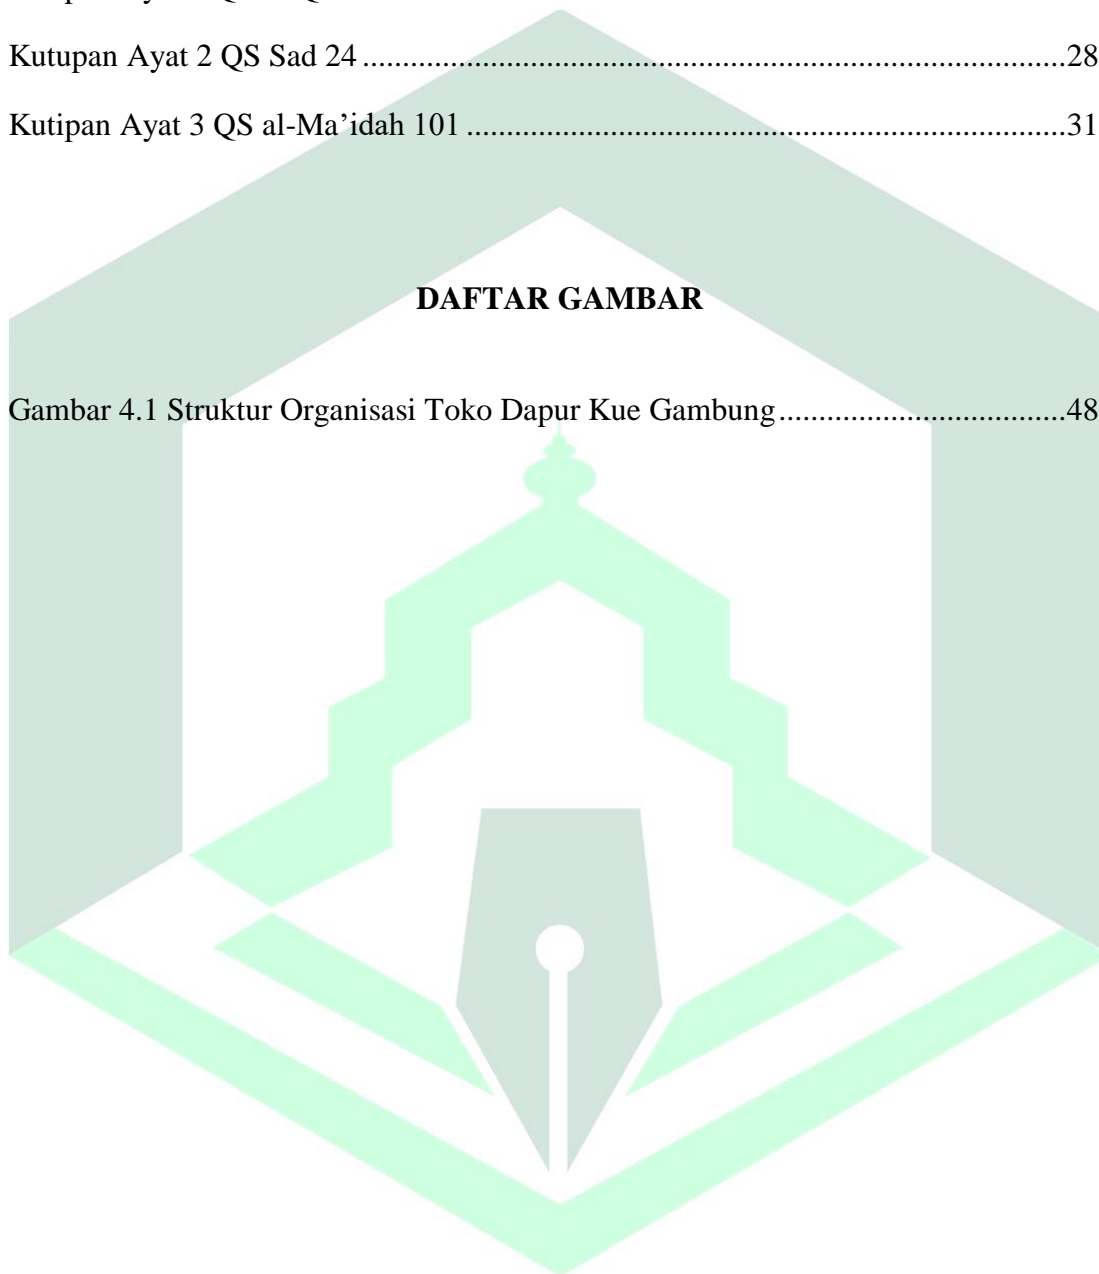 Kutupan Ayat 2 QS Sad 24 ....................................................................................28
Kutipan Ayat 3 QS al-Ma’idah 101 ........................................................................31
DAFTAR GAMBAR
Gambar 4.1 Struktur Organisasi Toko Dapur Kue Gambung ..................................48